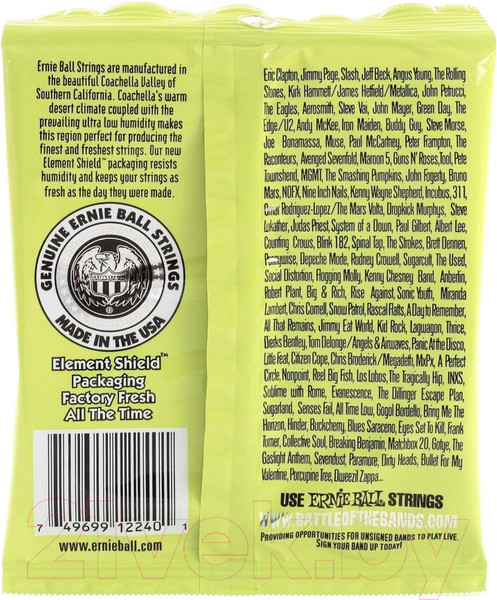 Ernie Ball Strings are manufactured in
the beautiful Coachella Valley of
Southern California. Coachella's warm
desert climate coupled with the
prevailing ultra low humidity makes
this region perfect for producing the
finest and freshest strings. Our new
Element Shield™ packaging resists
humidity and keeps your strings as
fresh as the day they were made.
GENUINE ERNIE BALL STRINGS
MADE IN THE USA
Element Shield™
Packaging
Factory Fresh
All The Time
7 49699 12240 1
www.ernieball.com
Eric Clapton, Jimmy Page, Slash, Jeff Beck, Angus Young, The Rolling
Stones, Kirk Hammett/ James Hetfield/Metallica, John Petrucci,
The Eagles, Aerosmith, Steve Vai, John Mayer, Green Day, The
Edge/U2, Andy McKee, Iron Maiden, Buddy Guy, Steve Morse,
Joe Bonamassa, Muse, Paul McCartney, Peter Frampton, The
Raconteurs, Avenged Sevenfold, Maroon 5, Guns N' Roses,Tool, Pete
Townshend, MGMT, The Smashing Pumpkins, John Fogerty, Bruno
Mars, NOFX, Nine Inch Nails, Kenny Wayne Shepherd, Incubus, 311,
Omar Rodriguez-Lopez/The Mars Volta, Dropkick Murphys, Steve
Lukather, Judas Priest, System of a Down, Paul Gilbert, Albert Lee,
Counting Crows, Blink 182, Spinal Tap, The Strokes, Brett Dennen,
Pennywise, Depeche Mode, Rodney Crowell, Sugarcult, The Used,
Social Distortion, Flogging Molly, Kenny Chesney Band, Anberlin,
Robert Plant, Big & Rich, Rise Against, Sonic Youth, Miranda
Lambert, Chris Cornell, Snow Patrol, Rascal Flatts, A Day to Remember,
All That Remains, Jimmy Eat World, Kid Rock, Laguagon, Thrice,
Dierks Bentley, Tom Delonge/Angels & Airwaves, Panic At the Disco,
Little Feat, Citizen Cope, Chris Broderick/Megadeth, MxPx, A Perfect
Circle, Nonpoint, Reel Big Fish, Los Lobos, The Tragically Hip, INXS,
Sublime with Rome, Evanescence, The Dillinger Escape Plan,
Sugarland, Senses Fail, All Time Low, Gogol Bordello, Bring Me The
Horizon, Hinder, Buckcherry, Blues Saraceno, Eyes Set To Kill, Frank
Turner, Collective Soul, Breaking Benjamin, Matchbox 20, Gotye, The
Gaslight Anthem, Sevendust, Paramore, Dirty Heads, Bullet For My
Valentine, Porcupine Tree, Dweezil Zappa...
USE ERNIE BALL STRINGS
WWW.BATTLEOFTHEBANDS.COM
PROVIDING OPPORTUNITIES FOR UNSIGNED BANDS TO PLAY LIVE.
SIGN YOUR BAND UP TODAY!
21vek.by